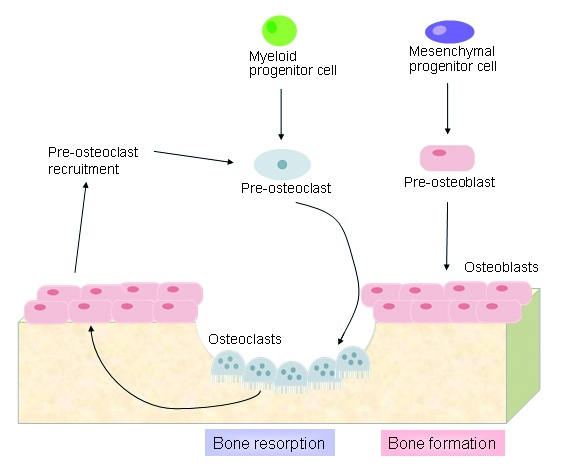 Myeloid
progenitor cell
Mesenchymal
progenitor cell
Pre-osteoclast
recruitment
Pre-osteoclast
Pre-osteoblast
Osteoblasts
Osteoclasts
Bone resorption
Bone formation